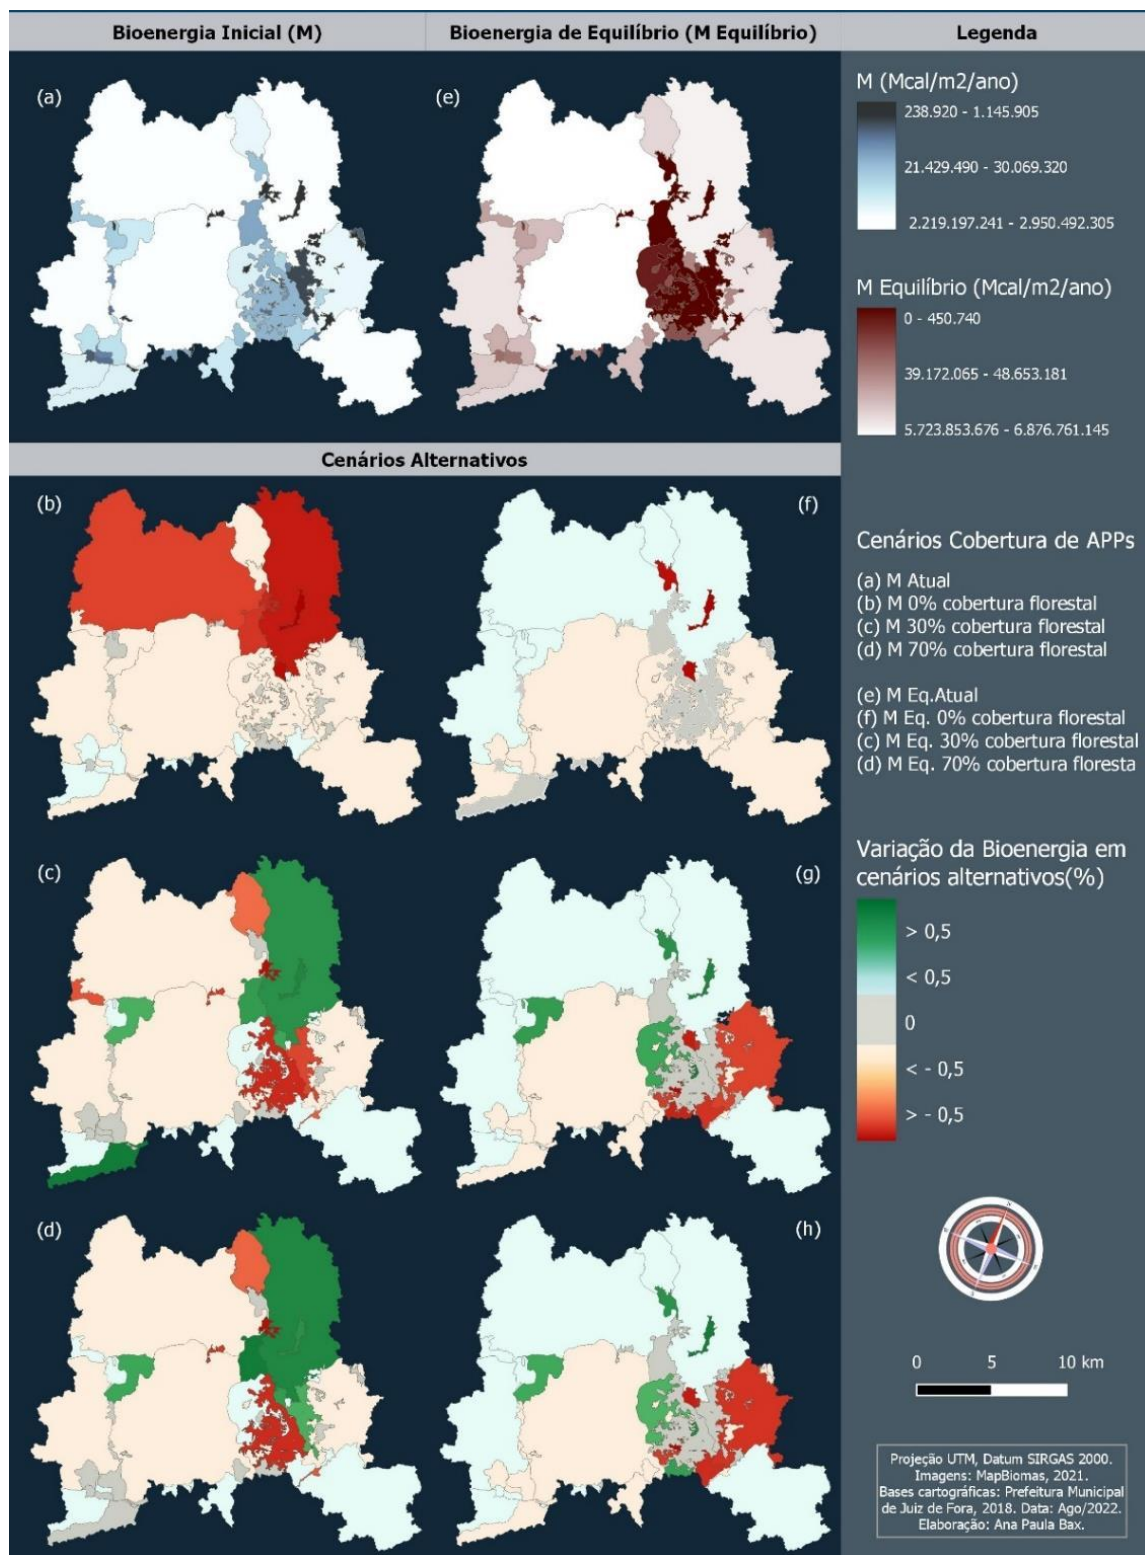 Bioenergia Inicial (M)
Bioenergia de Equilíbrio (M Equilíbrio)
Legenda
(a)
(e)
M (Mcal/m2/ano)
238.920 - 1.145.905
21.429.490 - 30.069.320
2.219.197.241 - 2.950.492.305
M Equilíbrio (Mcal/m2/ano)
0 - 450.740
39.172.065 - 48.653.181
5.723.853.676 - 6.876.761.145
Cenários Alternativos
(b)
(f)
Cenários Cobertura de APPs
(a) M Atual
(b) M 0% cobertura florestal
(c) M 30% cobertura florestal
(d) M 70% cobertura florestal
(e) M Eq.Atual
(f) M Eq. 0% cobertura florestal
(c) M Eq. 30% cobertura florestal
(d) M Eq. 70% cobertura floresta
(c)
(g)
Variação da Bioenergia em
cenários alternativos(%)
> 0,5
< 0,5
0
< - 0,5
> - 0,5
(d)
(h)
0 5 10 km
Projeção UTM, Datum SIRGAS 2000.
Imagens: MapBiomas, 2021.
Bases cartográficas: Prefeitura Municipal
de Juiz de Fora, 2018. Data: Ago/2022.
Elaboração: Ana Paula Bax.